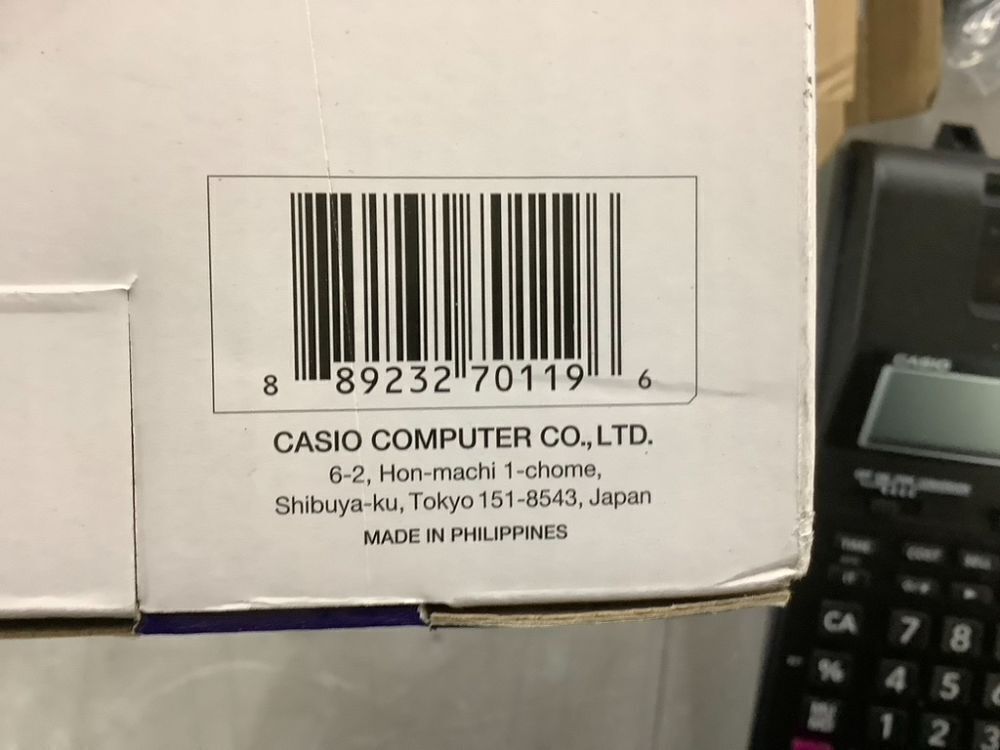 8 89232 70119 6
CASIO COMPUTER CO., LTD.
6-2, Hon-machi 1-chome,
Shibuya-ku, Tokyo 151-8543, Japan
MADE IN PHILIPPINES
CASIO
CA 7 8
% 4 5
1 2 3